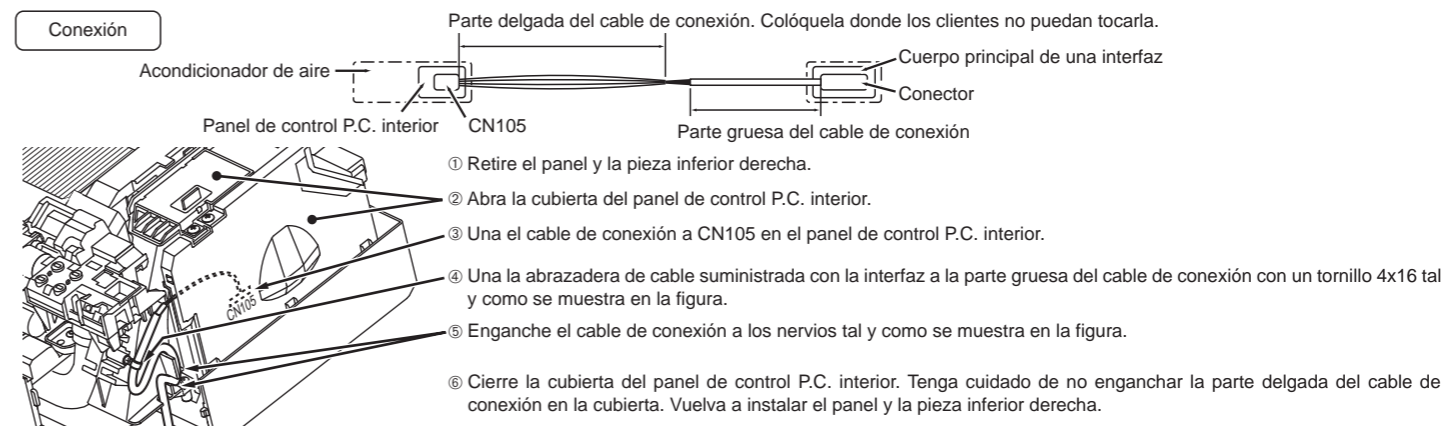 Conexión
Parte delgada del cable de conexión. Colóquela donde los clientes no puedan tocarla.
Acondicionador de aire
Cuerpo principal de una interfaz
Conector
Panel de control P.C. interior
CN105
Parte gruesa del cable de conexión
① Retire el panel y la pieza inferior derecha.
② Abra la cubierta del panel de control P.C. interior.
③ Una el cable de conexión a CN105 en el panel de control P.C. interior.
④ Una la abrazadera de cable suministrada con la interfaz a la parte gruesa del cable de conexión con un tornillo 4x16 tal
y como se muestra en la figura.
CN105
⑤ Enganche el cable de conexión a los nervios tal y como se muestra en la figura.
⑥ Cierre la cubierta del panel de control P.C. interior. Tenga cuidado de no enganchar la parte delgada del cable de
conexión en la cubierta. Vuelva a instalar el panel y la pieza inferior derecha.